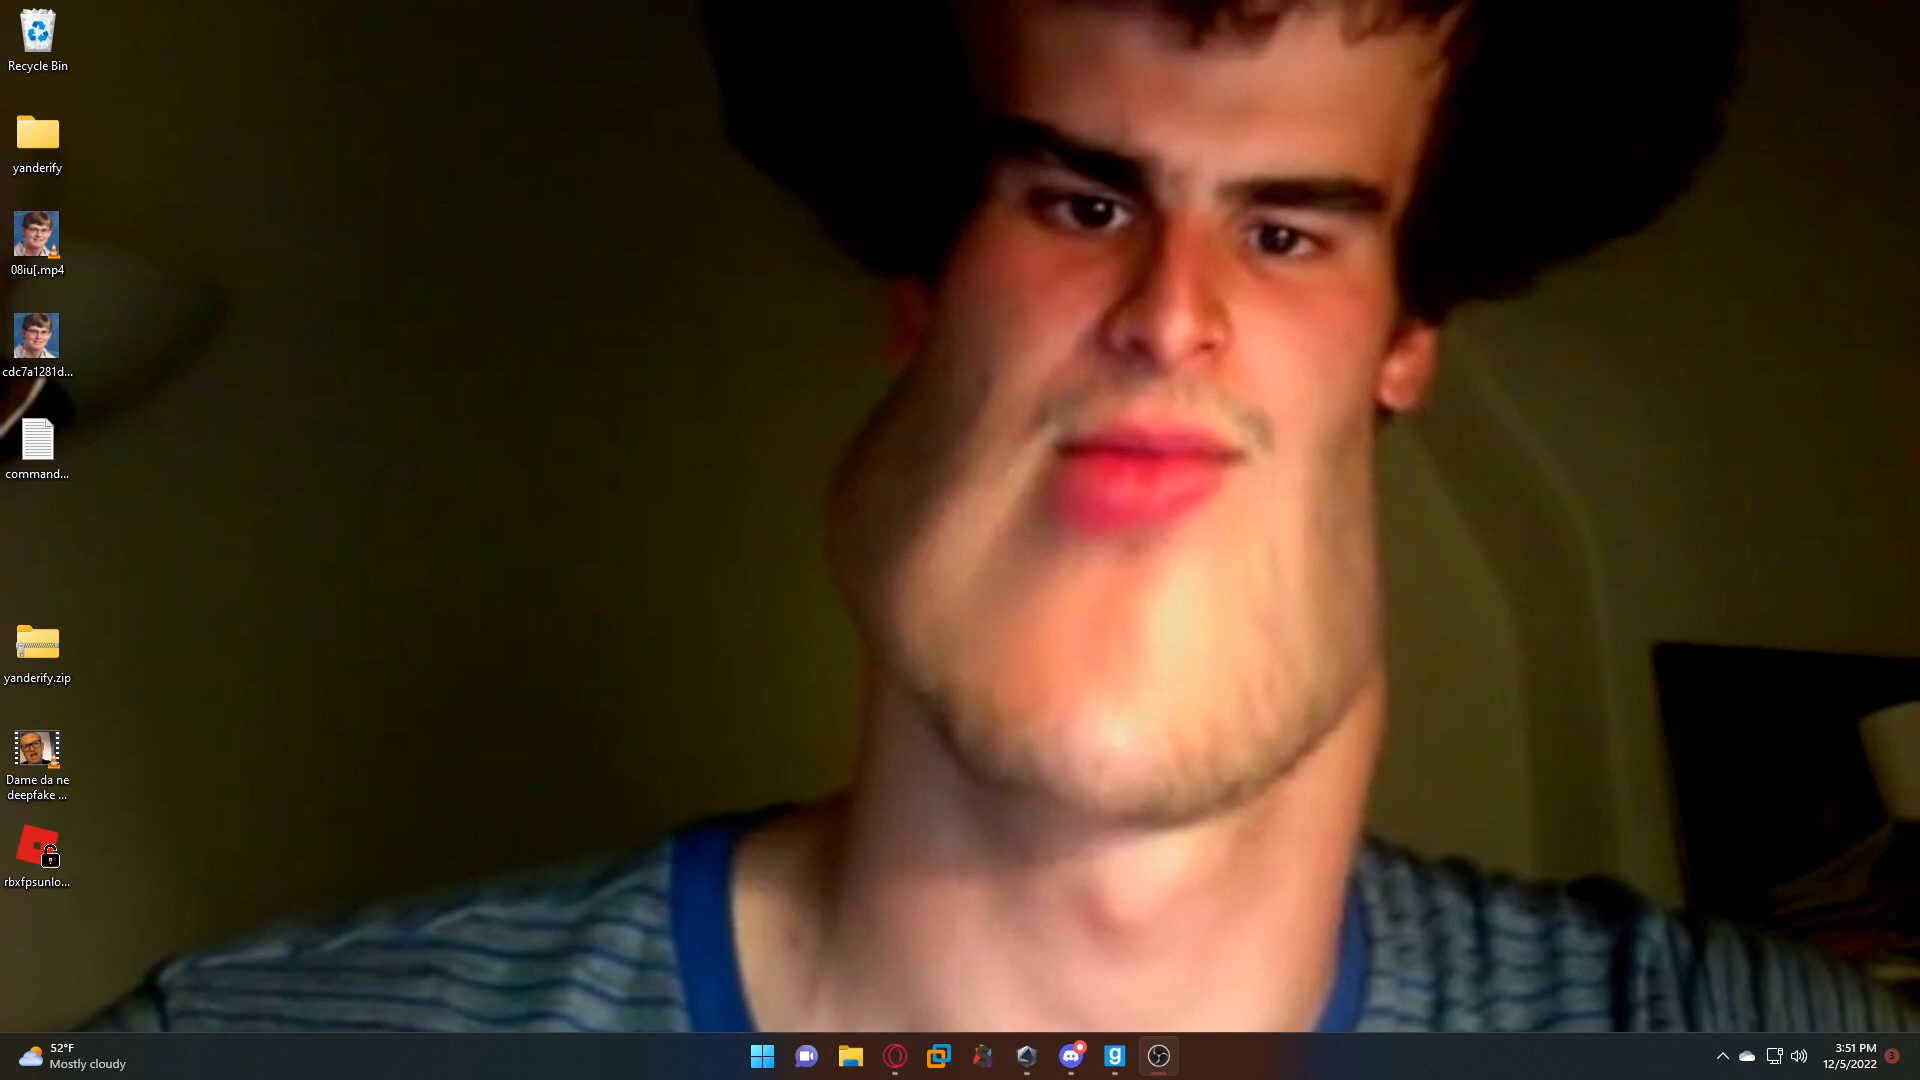 Recycle Bin
yanderify
08iu[.mp4
cdc7a1281d...
command...
yanderify.zip
Dame da ne
deepfake ...
rbxfpsunlo...
52°F
Mostly cloudy
3:51 PM
12/5/2022
3